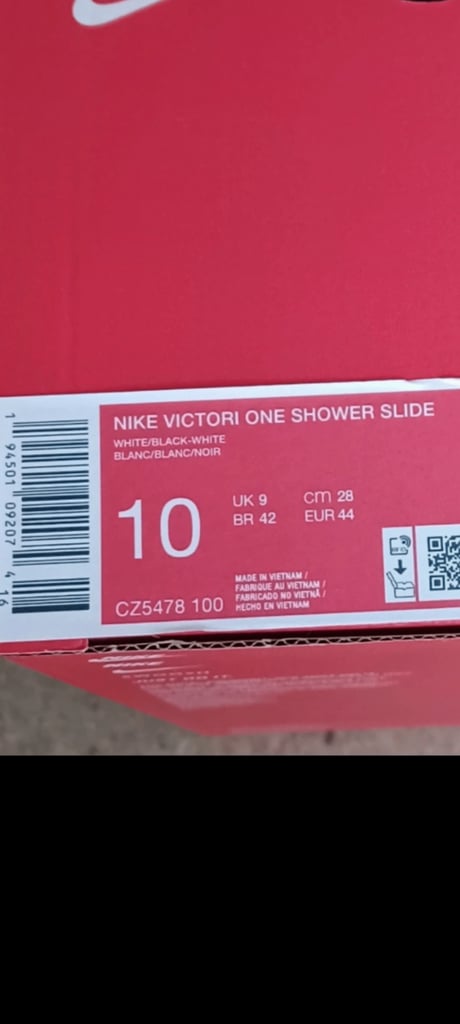 NIKE VICTORI ONE SHOWER SLIDE
WHITE/BLACK-WHITE
BLANC/BLANC/NOIR
10
UK 9 cm 28
BR 42 EUR 44
MADE IN VIETNAM /
FABRIQUE AU VIETNAM /
FABRICADO NO VIETNÃ /
HECHO EN VIETNAM
CZ5478 100
1 94501 09207 4 16